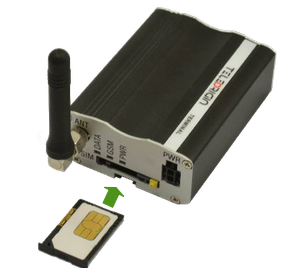 TELEORIGIN
TERMINAL
ANT
SIM
DATA
GSM
PWR
PWR